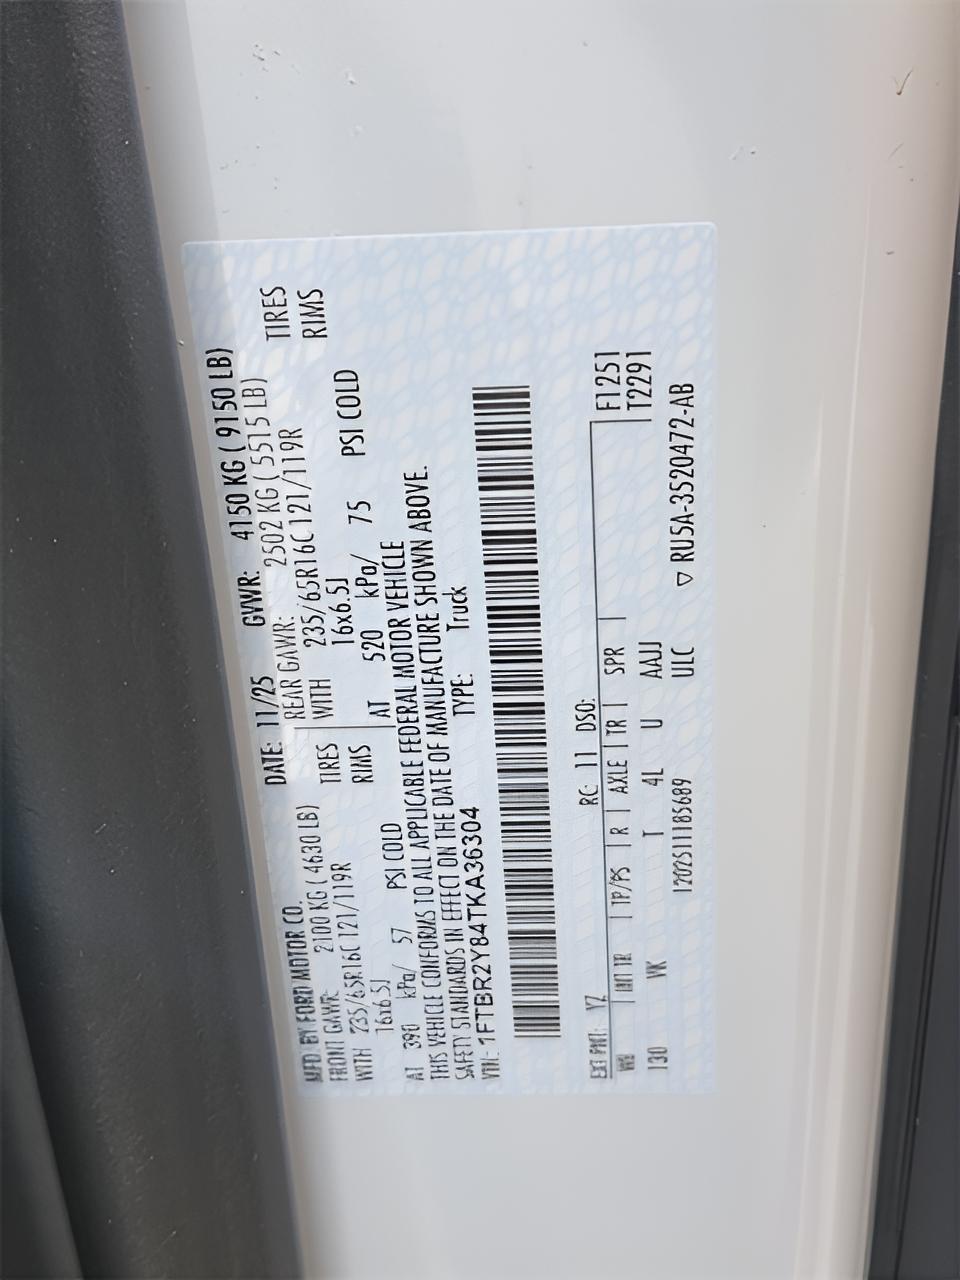 MFD. BY FORD MOTOR CO.
DATE: 11/25 GVWR: 4150 KG ( 9150 LB)
FRONT GAWR: 2100 KG ( 4630 LB)
REAR GAWR: 2502 KG ( 5515 LB)
WITH 235/65R16C 121/119R TIRES
WITH 235/65R16C 121/119R TIRES
16x6.5J RIMS
16x6.5J RIMS
AT 390 kPa/ 57 PSI COLD
AT 520 kPa/ 75 PSI COLD
THIS VEHICLE CONFORMS TO ALL APPLICABLE FEDERAL MOTOR VEHICLE
SAFETY STANDARDS IN EFFECT ON THE DATE OF MANUFACTURE SHOWN ABOVE.
VIN: 1FTBR2Y84TKA36304 TYPE: Truck
EXT PNT: YZ RC: 11 DSO: F1251
WB INT TR TP/PS R AXLE TR SPR T2291
130 VK T 4L U AAJJ
12025111185689 ULC ▽ RU5A-3520472-AB